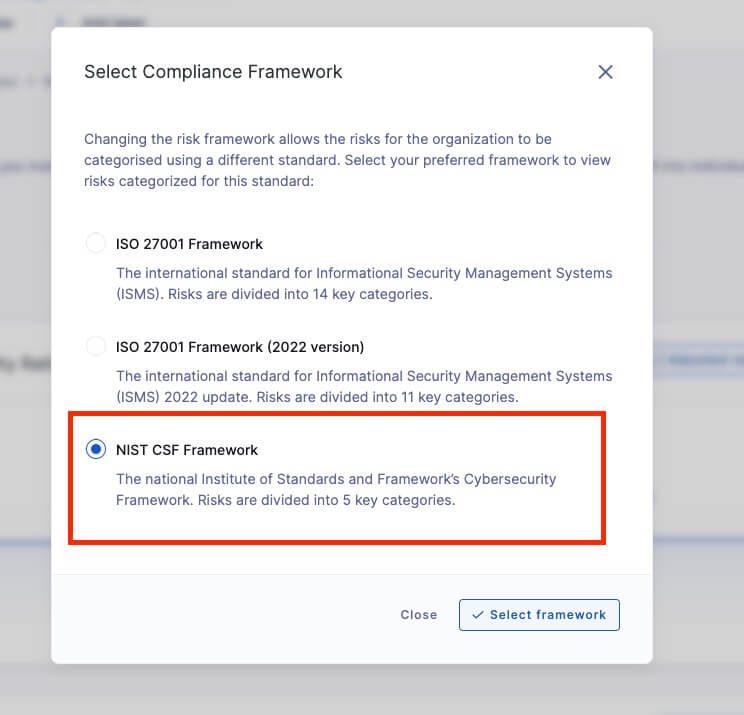 Select Compliance Framework
Changing the risk framework allows the risks for the organization to be
categorised using a different standard. Select your preferred framework to view
risks categorized for this standard:
ISO 27001 Framework
The international standard for Informational Security Management Systems
(ISMS). Risks are divided into 14 key categories.
ISO 27001 Framework (2022 version)
The international standard for Informational Security Management Systems
(ISMS) 2022 update. Risks are divided into 11 key categories.
NIST CSF Framework
The national Institute of Standards and Framework’s Cybersecurity
Framework. Risks are divided into 5 key categories.
Close
Select framework